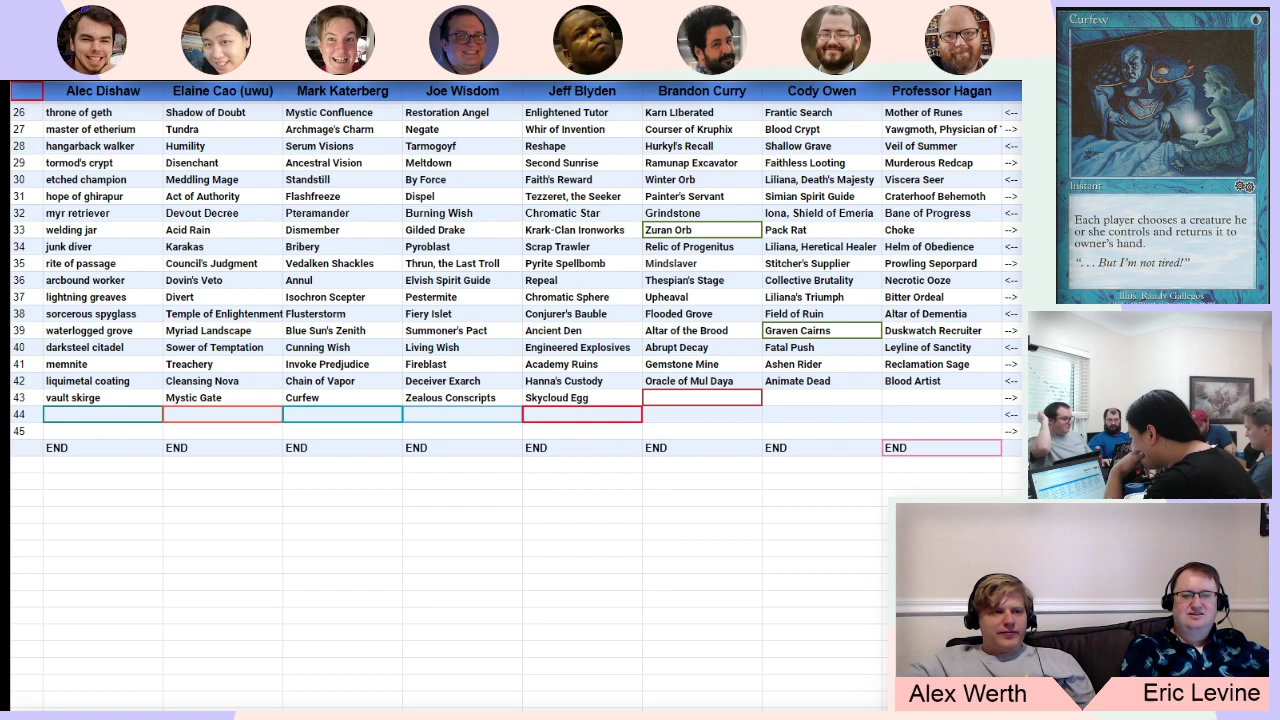 Alec Dishaw Elaine Cao (uwu) Mark Katerberg Joe Wisdom Jeff Blyden Brandon Curry Cody Owen Professor Hagan
26 throne of geth Shadow of Doubt Mystic Confluence Restoration Angel Enlightened Tutor Karn LIberated Frantic Search Mother of Runes <--
27 master of etherium Tundra Archmage's Charm Negate Whir of Invention Courser of Kruphix Blood Crypt Yawgmoth, Physician of -->
28 hangarback walker Humility Serum Visions Tarmogoyf Reshape Hurkyl's Recall Shallow Grave Veil of Summer <--
29 tormod's crypt Disenchant Ancestral Vision Meltdown Second Sunrise Ramunap Excavator Faithless Looting Murderous Redcap -->
30 etched champion Meddling Mage Standstill By Force Faith's Reward Winter Orb Liliana, Death's Majesty Viscera Seer <--
31 hope of ghirapur Act of Authority Flashfreeze Dispel Tezzeret, the Seeker Painter's Servant Simian Spirit Guide Craterhoof Behemoth -->
32 myr retriever Devout Decree Pteramander Burning Wish Chromatic Star Grindstone Iona, Shield of Emeria Bane of Progress <--
33 welding jar Acid Rain Dismember Gilded Drake Krark-Clan Ironworks Zuran Orb Pack Rat Choke -->
34 junk diver Karakas Bribery Pyroblast Scrap Trawler Relic of Progenitus Liliana, Heretical Healer Helm of Obedience <--
35 rite of passage Council's Judgment Vedalken Shackles Thrun, the Last Troll Pyrite Spellbomb Mindslaver Stitcher's Supplier Prowling Seporpard -->
36 arcbound worker Dovin's Veto Annul Elvish Spirit Guide Repeal Thespian's Stage Collective Brutality Necrotic Ooze <--
37 lightning greaves Divert Isochron Scepter Pestermite Chromatic Sphere Upheaval Liliana's Triumph Bitter Ordeal -->
38 sorcerous spyglass Temple of Enlightenment Flusterstorm Fiery Islet Conjurer's Bauble Flooded Grove Field of Ruin Altar of Dementia <--
39 waterlogged grove Myriad Landscape Blue Sun's Zenith Summoner's Pact Ancient Den Altar of the Brood Graven Cairns Duskwatch Recruiter -->
40 darksteel citadel Sower of Temptation Cunning Wish Living Wish Engineered Explosives Abrupt Decay Fatal Push Leyline of Sanctity <--
41 memnite Treachery Invoke Predjudice Fireblast Academy Ruins Gemstone Mine Ashen Rider Reclamation Sage -->
42 liquimetal coating Cleansing Nova Chain of Vapor Deceiver Exarch Hanna's Custody Oracle of Mul Daya Animate Dead Blood Artist <--
43 vault skirge Mystic Gate Curfew Zealous Conscripts Skycloud Egg -->
44 <--
45 -->
END END END END END END END END
Curfew
Instant
Each player chooses a creature he
or she controls and returns it to
owner's hand.
“. . . But I'm not tired!”
Illus. Randy Gallegos
Alex Werth
Eric Levine